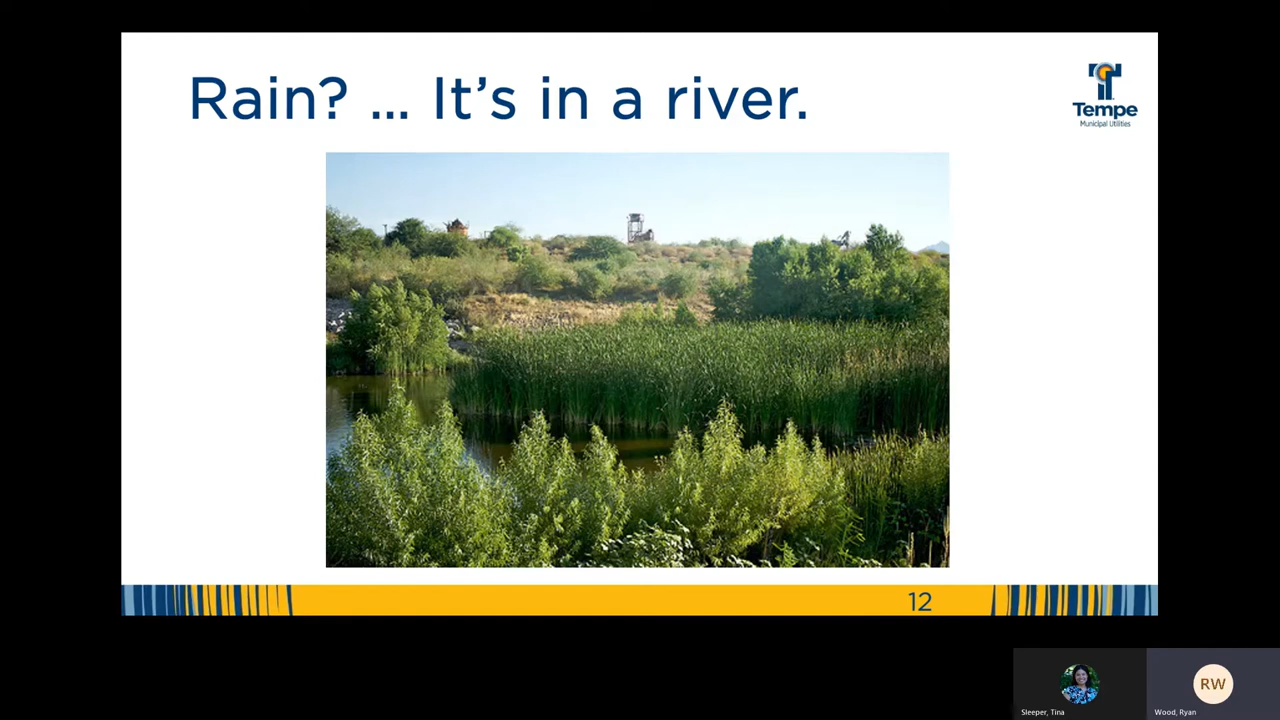 Rain? ... It's in a river.
Tempe
Municipal Utilities
12
RW
Sleeper, Tina
Wood, Ryan